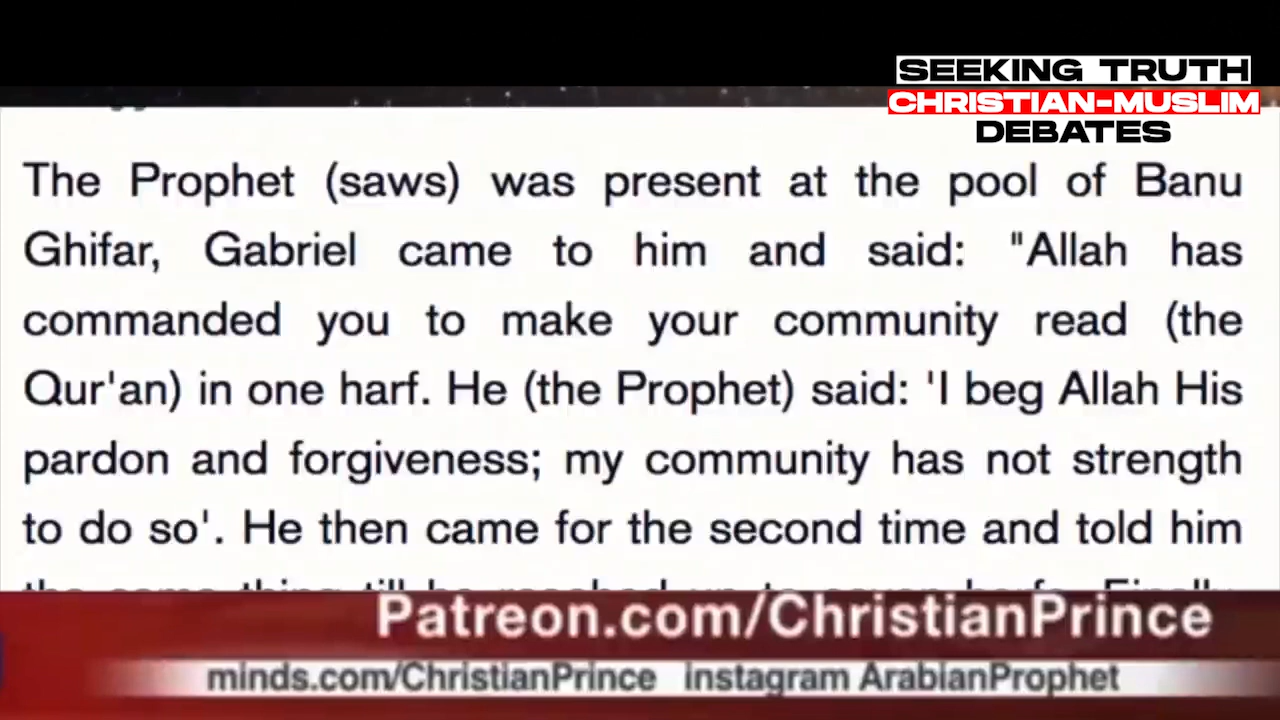 SEEKING TRUTH
CHRISTIAN-MUSLIM
DEBATES
The Prophet (saws) was present at the pool of Banu
Ghifar, Gabriel came to him and said: "Allah has
commanded you to make your community read (the
Qur'an) in one harf. He (the Prophet) said: 'I beg Allah His
pardon and forgiveness; my community has not strength
to do so'. He then came for the second time and told him
Patreon.com/ChristianPrince
minds.com/ChristianPrince instagram ArabianProphet